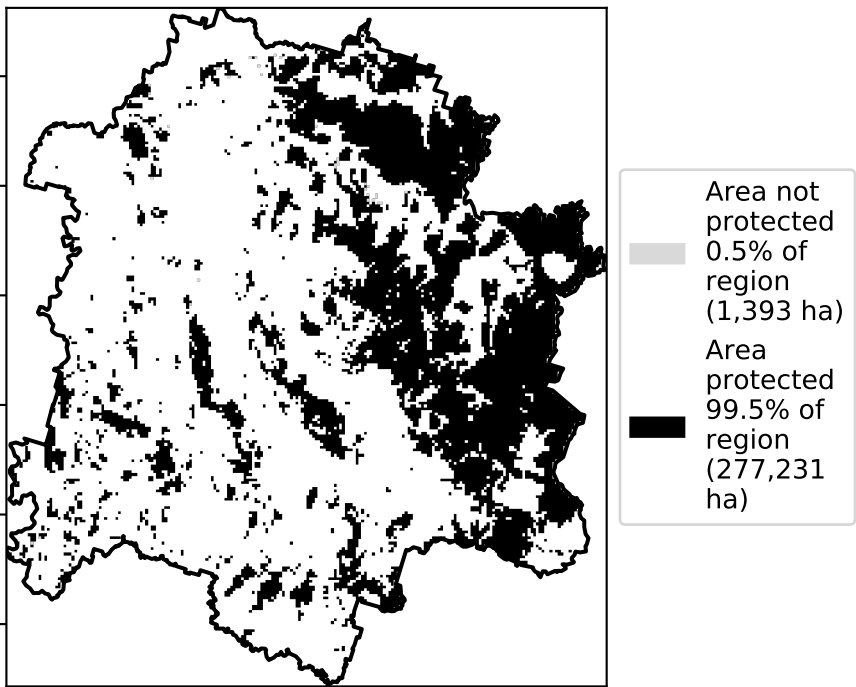 Area not
protected
0.5% of
region
(1,393 ha)
Area
protected
99.5% of
region
(277,231
ha)